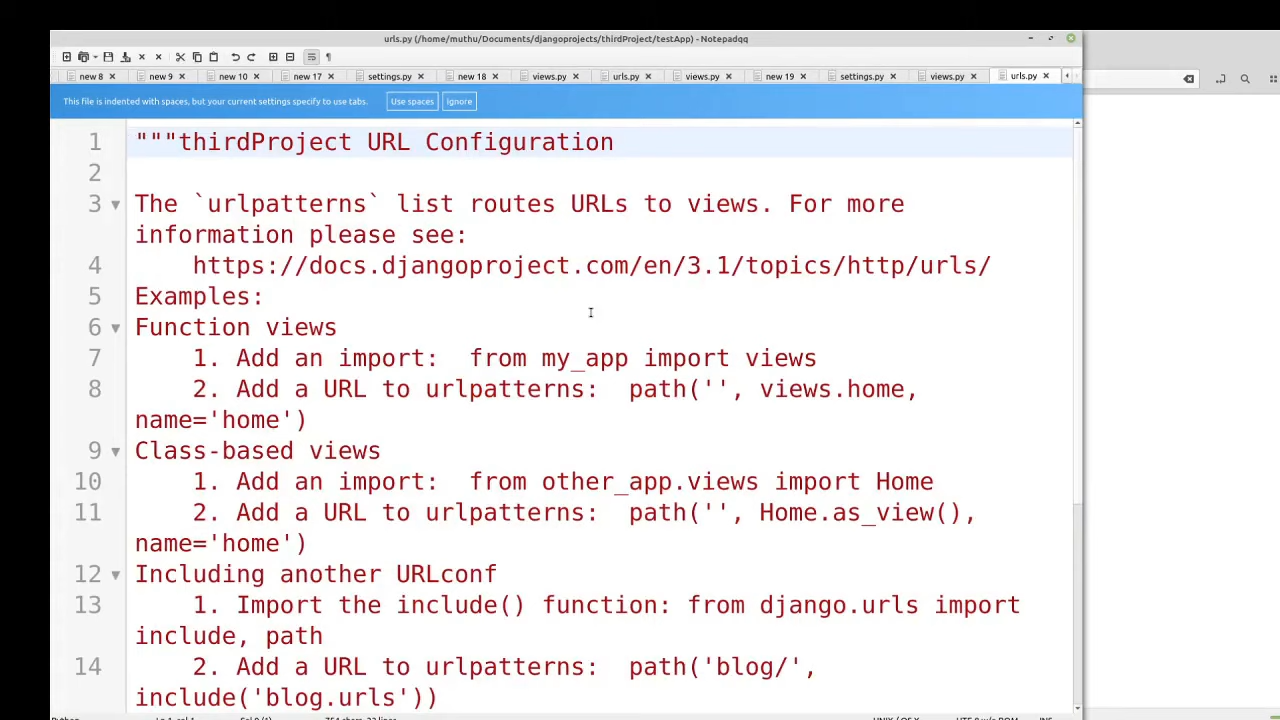 urls.py (/home/muthu/Documents/djangoprojects/thirdProject/testApp) - Notepadqq
new 8 new 9 new 10 new 17 settings.py new 18 views.py urls.py views.py new 19 settings.py views.py urls.py
This file is indented with spaces, but your current settings specify to use tabs. Use spaces Ignore
1 """thirdProject URL Configuration
2
3 The `urlpatterns` list routes URLs to views. For more
information please see:
4 https://docs.djangoproject.com/en/3.1/topics/http/urls/
5 Examples:
6 Function views
7 1. Add an import:  from my_app import views
8 2. Add a URL to urlpatterns:  path('', views.home,
name='home')
9 Class-based views
10 1. Add an import:  from other_app.views import Home
11 2. Add a URL to urlpatterns:  path('', Home.as_view(),
name='home')
12 Including another URLconf
13 1. Import the include() function: from django.urls import
include, path
14 2. Add a URL to urlpatterns:  path('blog/',
include('blog.urls'))